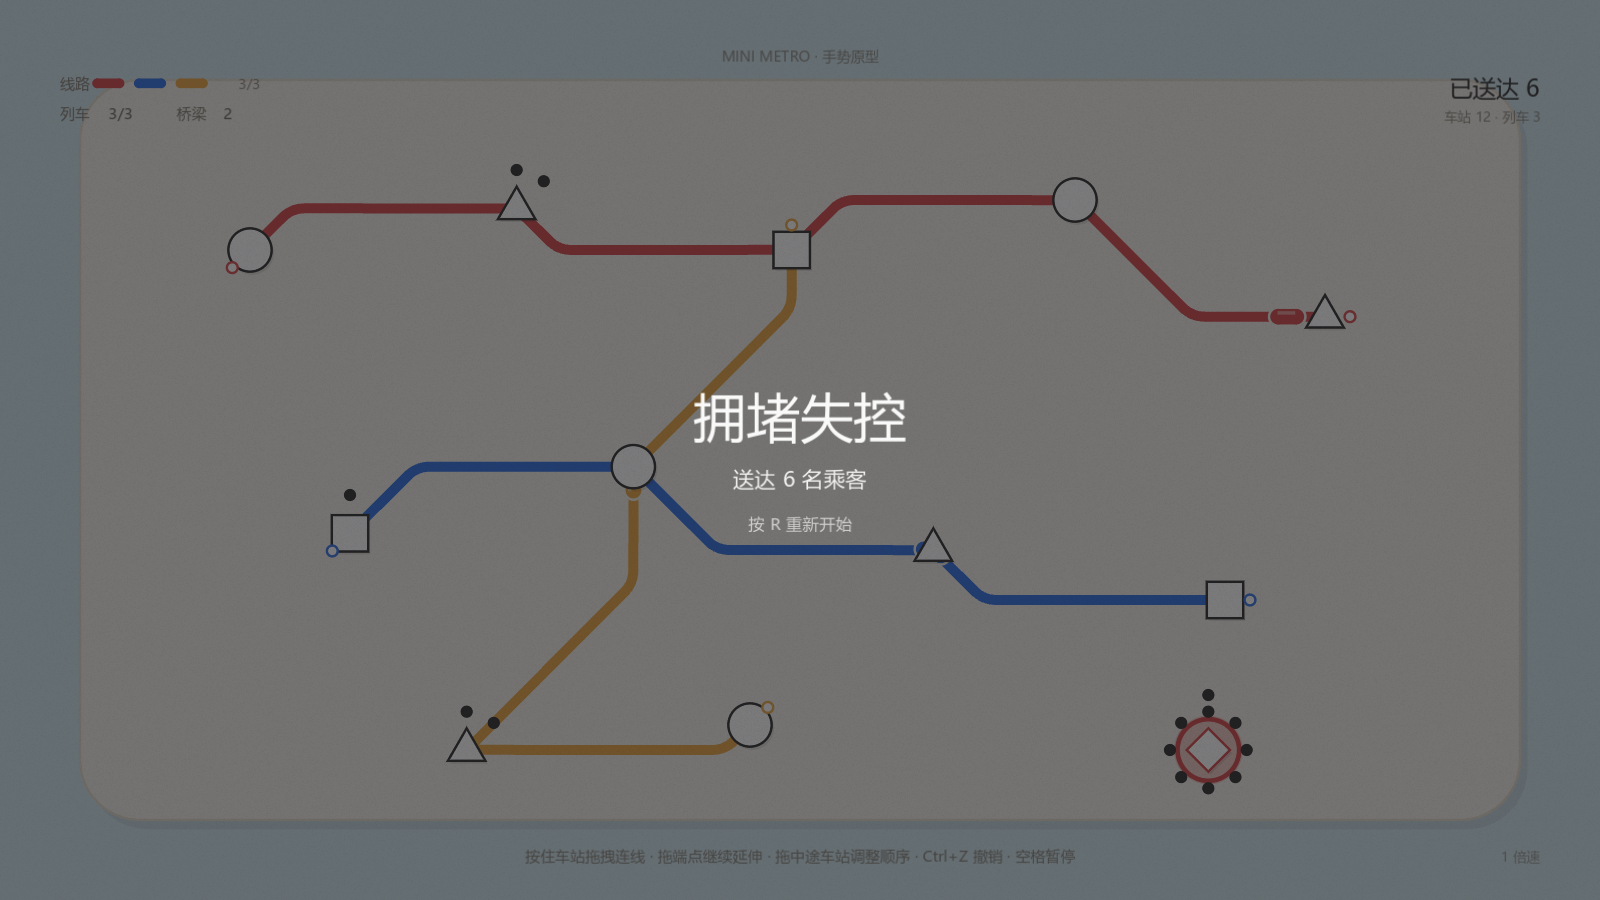 MINI METRO · 手势原型
线路 3/3
列车 3/3 桥梁 2
已送达 6
车站 12 · 列车 3
拥堵失控
送达 6 名乘客
按 R 重新开始
按住车站拖拽连线 · 拖端点继续延伸 · 拖中途车站调整顺序 · Ctrl+Z 撤销 · 空格暂停
1 倍速